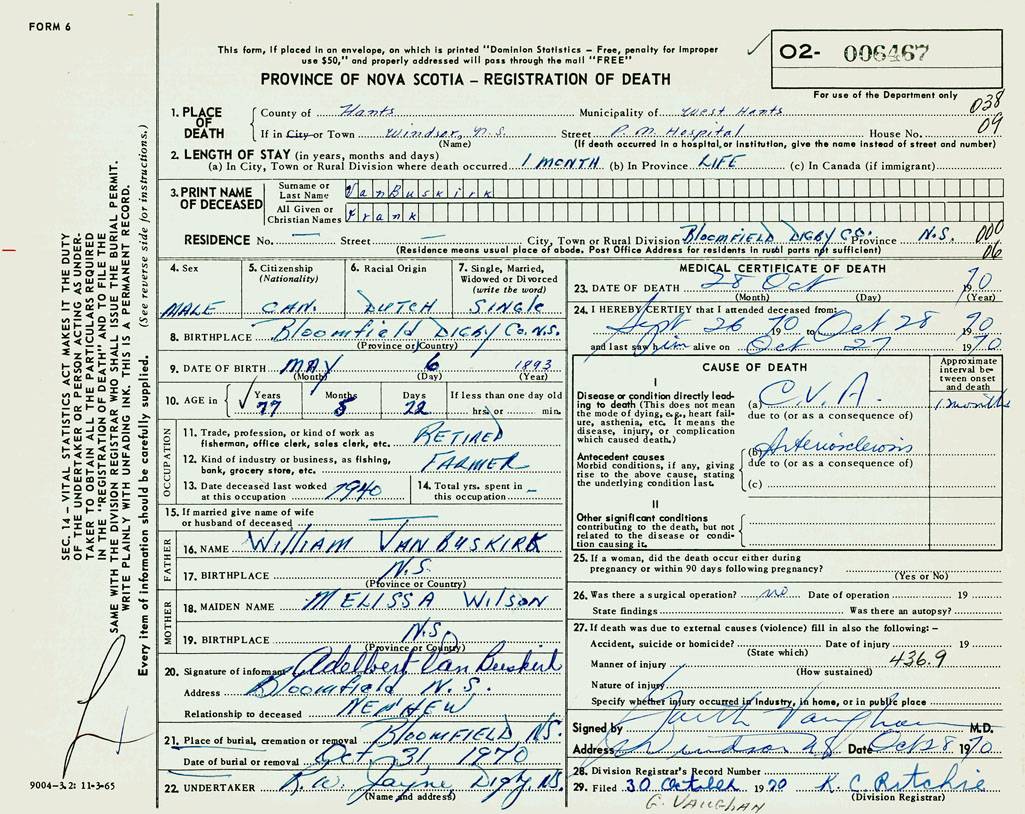 FORM 6
This form, if placed in an envelope, on which is printed "Dominion Statistics – Free, penalty for improper
use $50," and properly addressed will pass through the mail "FREE"
PROVINCE OF NOVA SCOTIA – REGISTRATION OF DEATH
02- 006467
For use of the Department only
038
09
1. PLACE OF DEATH
County of Hants Municipality of West Hants
If in City or Town Windsor, N.S. Street P. M. Hospital House No.
(Name) (If death occurred in a hospital, or institution, give the name instead of street and number)
2. LENGTH OF STAY (in years, months and days)
(a) In City, Town or Rural Division where death occurred 1 MONTH (b) In Province LIFE (c) In Canada (if immigrant)
3. PRINT NAME OF DECEASED
Surname or Last Name VanBuskirk
All Given or Christian Names Frank
RESIDENCE No. — Street — City, Town or Rural Division Bloomfield DIGBY CO. Province N.S. 000
(Residence means usual place of abode. Post Office Address for residents in rural parts not sufficient) 06
4. Sex MALE
5. Citizenship (Nationality) CAN.
6. Racial Origin DUTCH
7. Single, Married, Widowed or Divorced (write the word) SINGLE
8. BIRTHPLACE Bloomfield DIGBY Co. N.S.
(Province or Country)
9. DATE OF BIRTH MAY 6 1893
(Month) (Day) (Year)
10. AGE in Years 77 Months 5 Days 22 If less than one day old
hrs. or min.
OCCUPATION
11. Trade, profession, or kind of work as
fisherman, office clerk, sales clerk, etc. RETIRED
12. Kind of industry or business, as fishing,
bank, grocery store, etc. FARMER
13. Date deceased last worked
at this occupation 1940
14. Total yrs. spent in
this occupation –
15. If married give name of wife
or husband of deceased —
FATHER
16. NAME WILLIAM VANBUSKIRK
17. BIRTHPLACE N.S.
(Province or Country)
MOTHER
18. MAIDEN NAME MELISSA WILSON
19. BIRTHPLACE N.S.
(Province or Country)
20. Signature of informant Adelbert Van Buskirk
Address Bloomfield N.S.
Relationship to deceased NEPHEW
21. Place of burial, cremation or removal BLOOMFIELD NS.
Date of burial or removal Oct 31, 1970
22. UNDERTAKER R.W. Jayne, Digby, NS.
(Name and address)
MEDICAL CERTIFICATE OF DEATH
23. DATE OF DEATH 28 Oct 1970
(Month) (Day) (Year)
24. I HEREBY CERTIFY that I attended deceased from:
Sept 26 1970 to Oct 28 1970
and last saw him alive on Oct 27 1970
CAUSE OF DEATH
Approximate interval between onset and death
I
Disease or condition directly leading to death (This does not mean the mode of dying, e.g., heart failure, asthenia, etc. It means the disease, injury, or complication which caused death.)
(a) C.V.A. 1 months
due to (or as a consequence of)
Antecedent causes
Morbid conditions, if any, giving rise to the above cause, stating the underlying condition last.
(b) Arteriosclerosis
due to (or as a consequence of)
(c)
II
Other significant conditions
contributing to the death, but not related to the disease or condition causing it.
25. If a woman, did the death occur either during
pregnancy or within 90 days following pregnancy?
(Yes or No)
26. Was there a surgical operation? no Date of operation 19
State findings Was there an autopsy?
27. If death was due to external causes (violence) fill in also the following: –
Accident, suicide or homicide? Date of injury 19
(State which)
Manner of injury 436.9
(How sustained)
Nature of injury
Specify whether injury occurred in industry, in home, or in public place
Signed by Garth Vaughan M.D.
Address Windsor NS Date Oct 28 1970
28. Division Registrar's Record Number
29. Filed 30 October 1970 K. C. Ritchie
(Division Registrar)
G. VAUGHAN
SEC. 14 – VITAL STATISTICS ACT MAKES IT THE DUTY
OF THE UNDERTAKER OR PERSON ACTING AS UNDER-
TAKER TO OBTAIN ALL THE PARTICULARS REQUIRED
IN THE "REGISTRATION OF DEATH" AND TO FILE THE
SAME WITH THE DIVISION REGISTRAR WHO SHALL ISSUE THE BURIAL PERMIT.
WRITE PLAINLY WITH UNFADING INK. THIS IS A PERMANENT RECORD.
Every item of information should be carefully supplied. (See reverse side for instructions.)
9004-3.2: 11-3-65